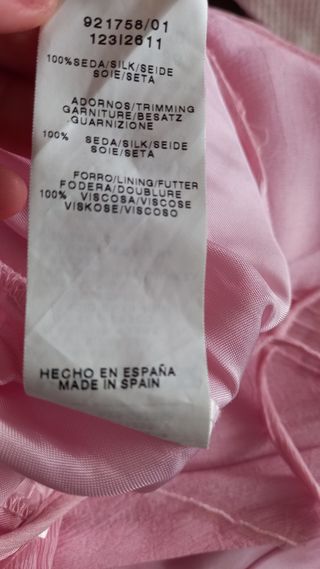 921758/01
123I2611
100%SEDA/SILK/SEIDE
SOIE/SETA
ADORNOS/TRIMMING
GARNITURE/BESATZ
GUARNIZIONE
100% SEDA/SILK/SEIDE
SOIE/SETA
FORRO/LINING/FUTTER
FODERA/DOUBLURE
100% VISCOSA/VISCOSE
VISKOSE/VISCOSO
HECHO EN ESPAÑA
MADE IN SPAIN